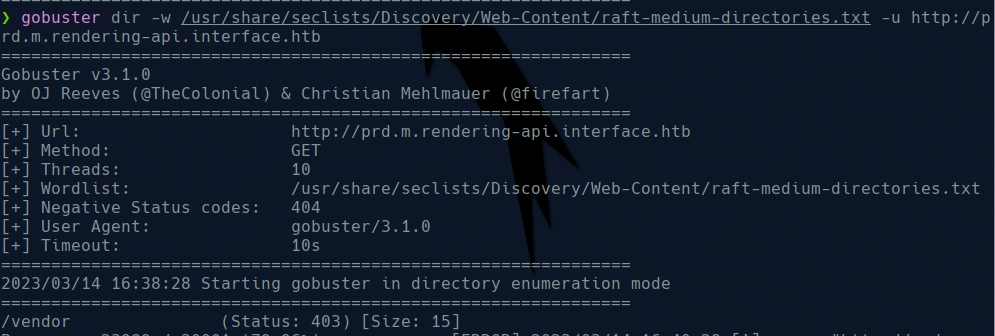 ❯ gobuster dir -w /usr/share/seclists/Discovery/Web-Content/raft-medium-directories.txt -u http://p
rd.m.rendering-api.interface.htb
===============================================================
Gobuster v3.1.0
by OJ Reeves (@TheColonial) & Christian Mehlmauer (@firefart)
===============================================================
[+] Url:                     http://prd.m.rendering-api.interface.htb
[+] Method:                  GET
[+] Threads:                 10
[+] Wordlist:                /usr/share/seclists/Discovery/Web-Content/raft-medium-directories.txt
[+] Negative Status codes:   404
[+] User Agent:              gobuster/3.1.0
[+] Timeout:                 10s
===============================================================
2023/03/14 16:38:28 Starting gobuster in directory enumeration mode
===============================================================
/vendor               (Status: 403) [Size: 15]